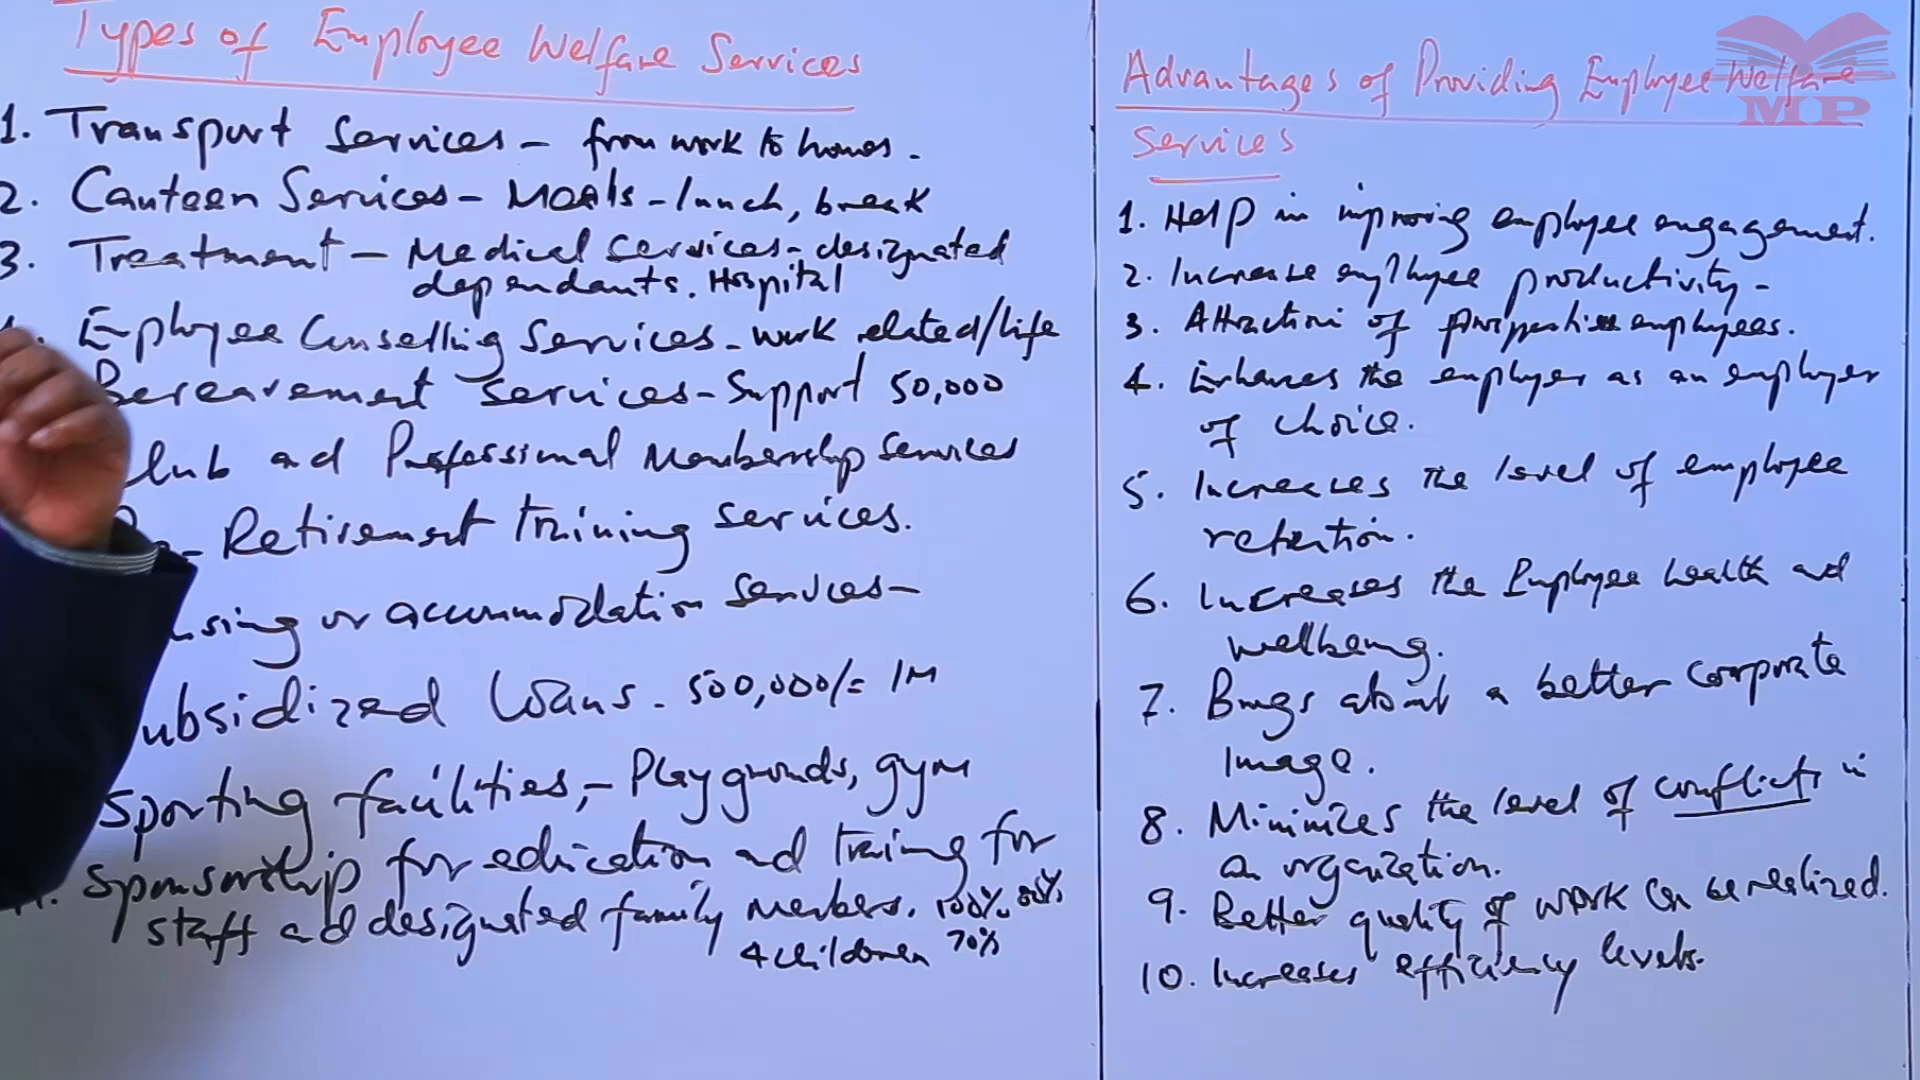 Types of Employee Welfare Services
1. Transport Services - from work to homes.
2. Canteen Services - Meals - lunch, break
3. Treatment - Medical Services - designated
dependants. Hospital
Employee Counselling Services - work related/life
Bereavement Services - Support 50,000
Club ad Professional Membership Services
- Retirement training services.
using or accommodation services -
ubsidized loans - 500,000/= 1M
Sporting facilities, - Playgrounds, gym
Sponsorship for education ad training for
staff ad designated family members. 100%. 80%
4 children 70%
Advantages of Providing Employee Welfare
Services
MP
1. Help in improving employee engagement.
2. Increase employee productivity -
3. Attraction of employees.
4. Enhances the employer as an employer
of choice.
5. Increases the level of employee
retention.
6. Increases the Employee health and
wellbeing.
7. Brings about a better corporate
Image.
8. Minimizes the level of conflicts in
an organization.
9. Better quality of work can be realized.
10. Increases efficiency levels.